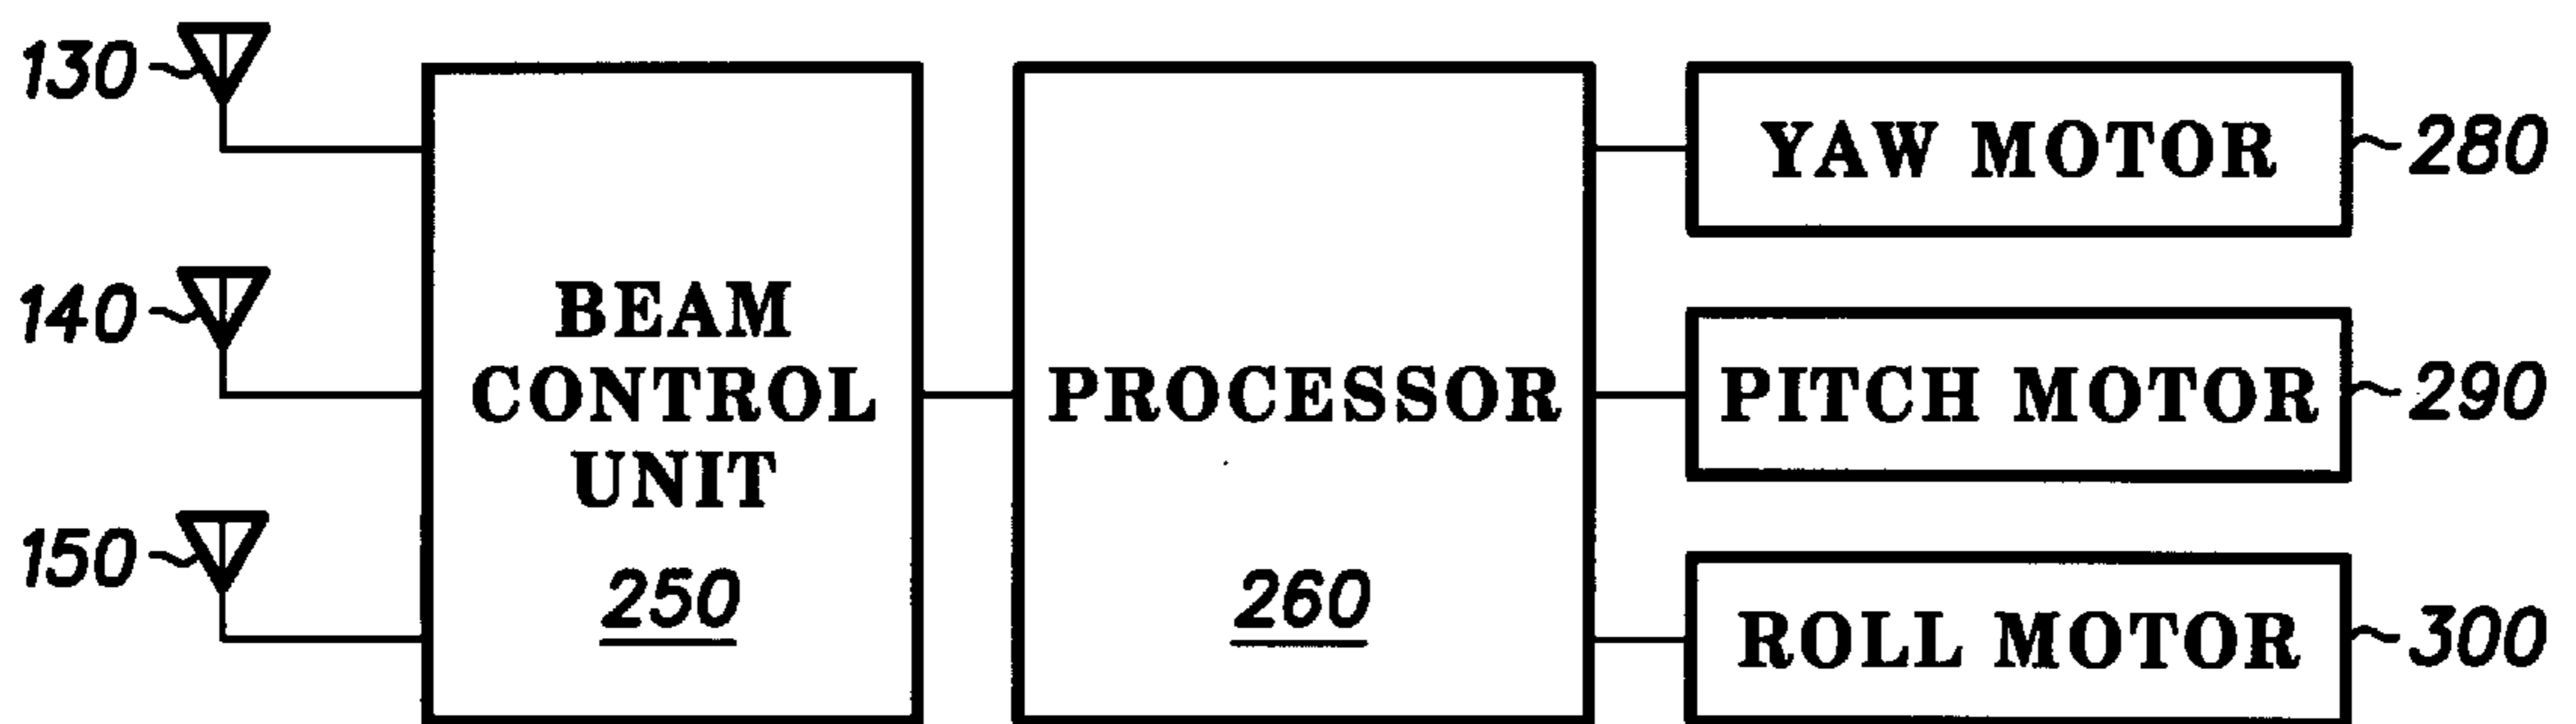 130
140
150
BEAM
CONTROL
UNIT
250
PROCESSOR
260
YAW MOTOR
280
PITCH MOTOR
290
ROLL MOTOR
300